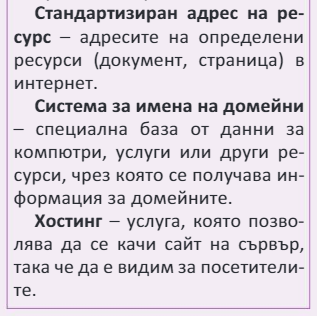 Стандартизиран адрес на ре-
сурс – адресите на определени
ресурси (документ, страница) в
интернет.
Система за имена на домейни
– специална база от данни за
компютри, услуги или други ре-
сурси, чрез която се получава ин-
формация за домейните.
Хостинг – услуга, която позво-
лява да се качи сайт на сървър,
така че да е видим за посетители-
те.